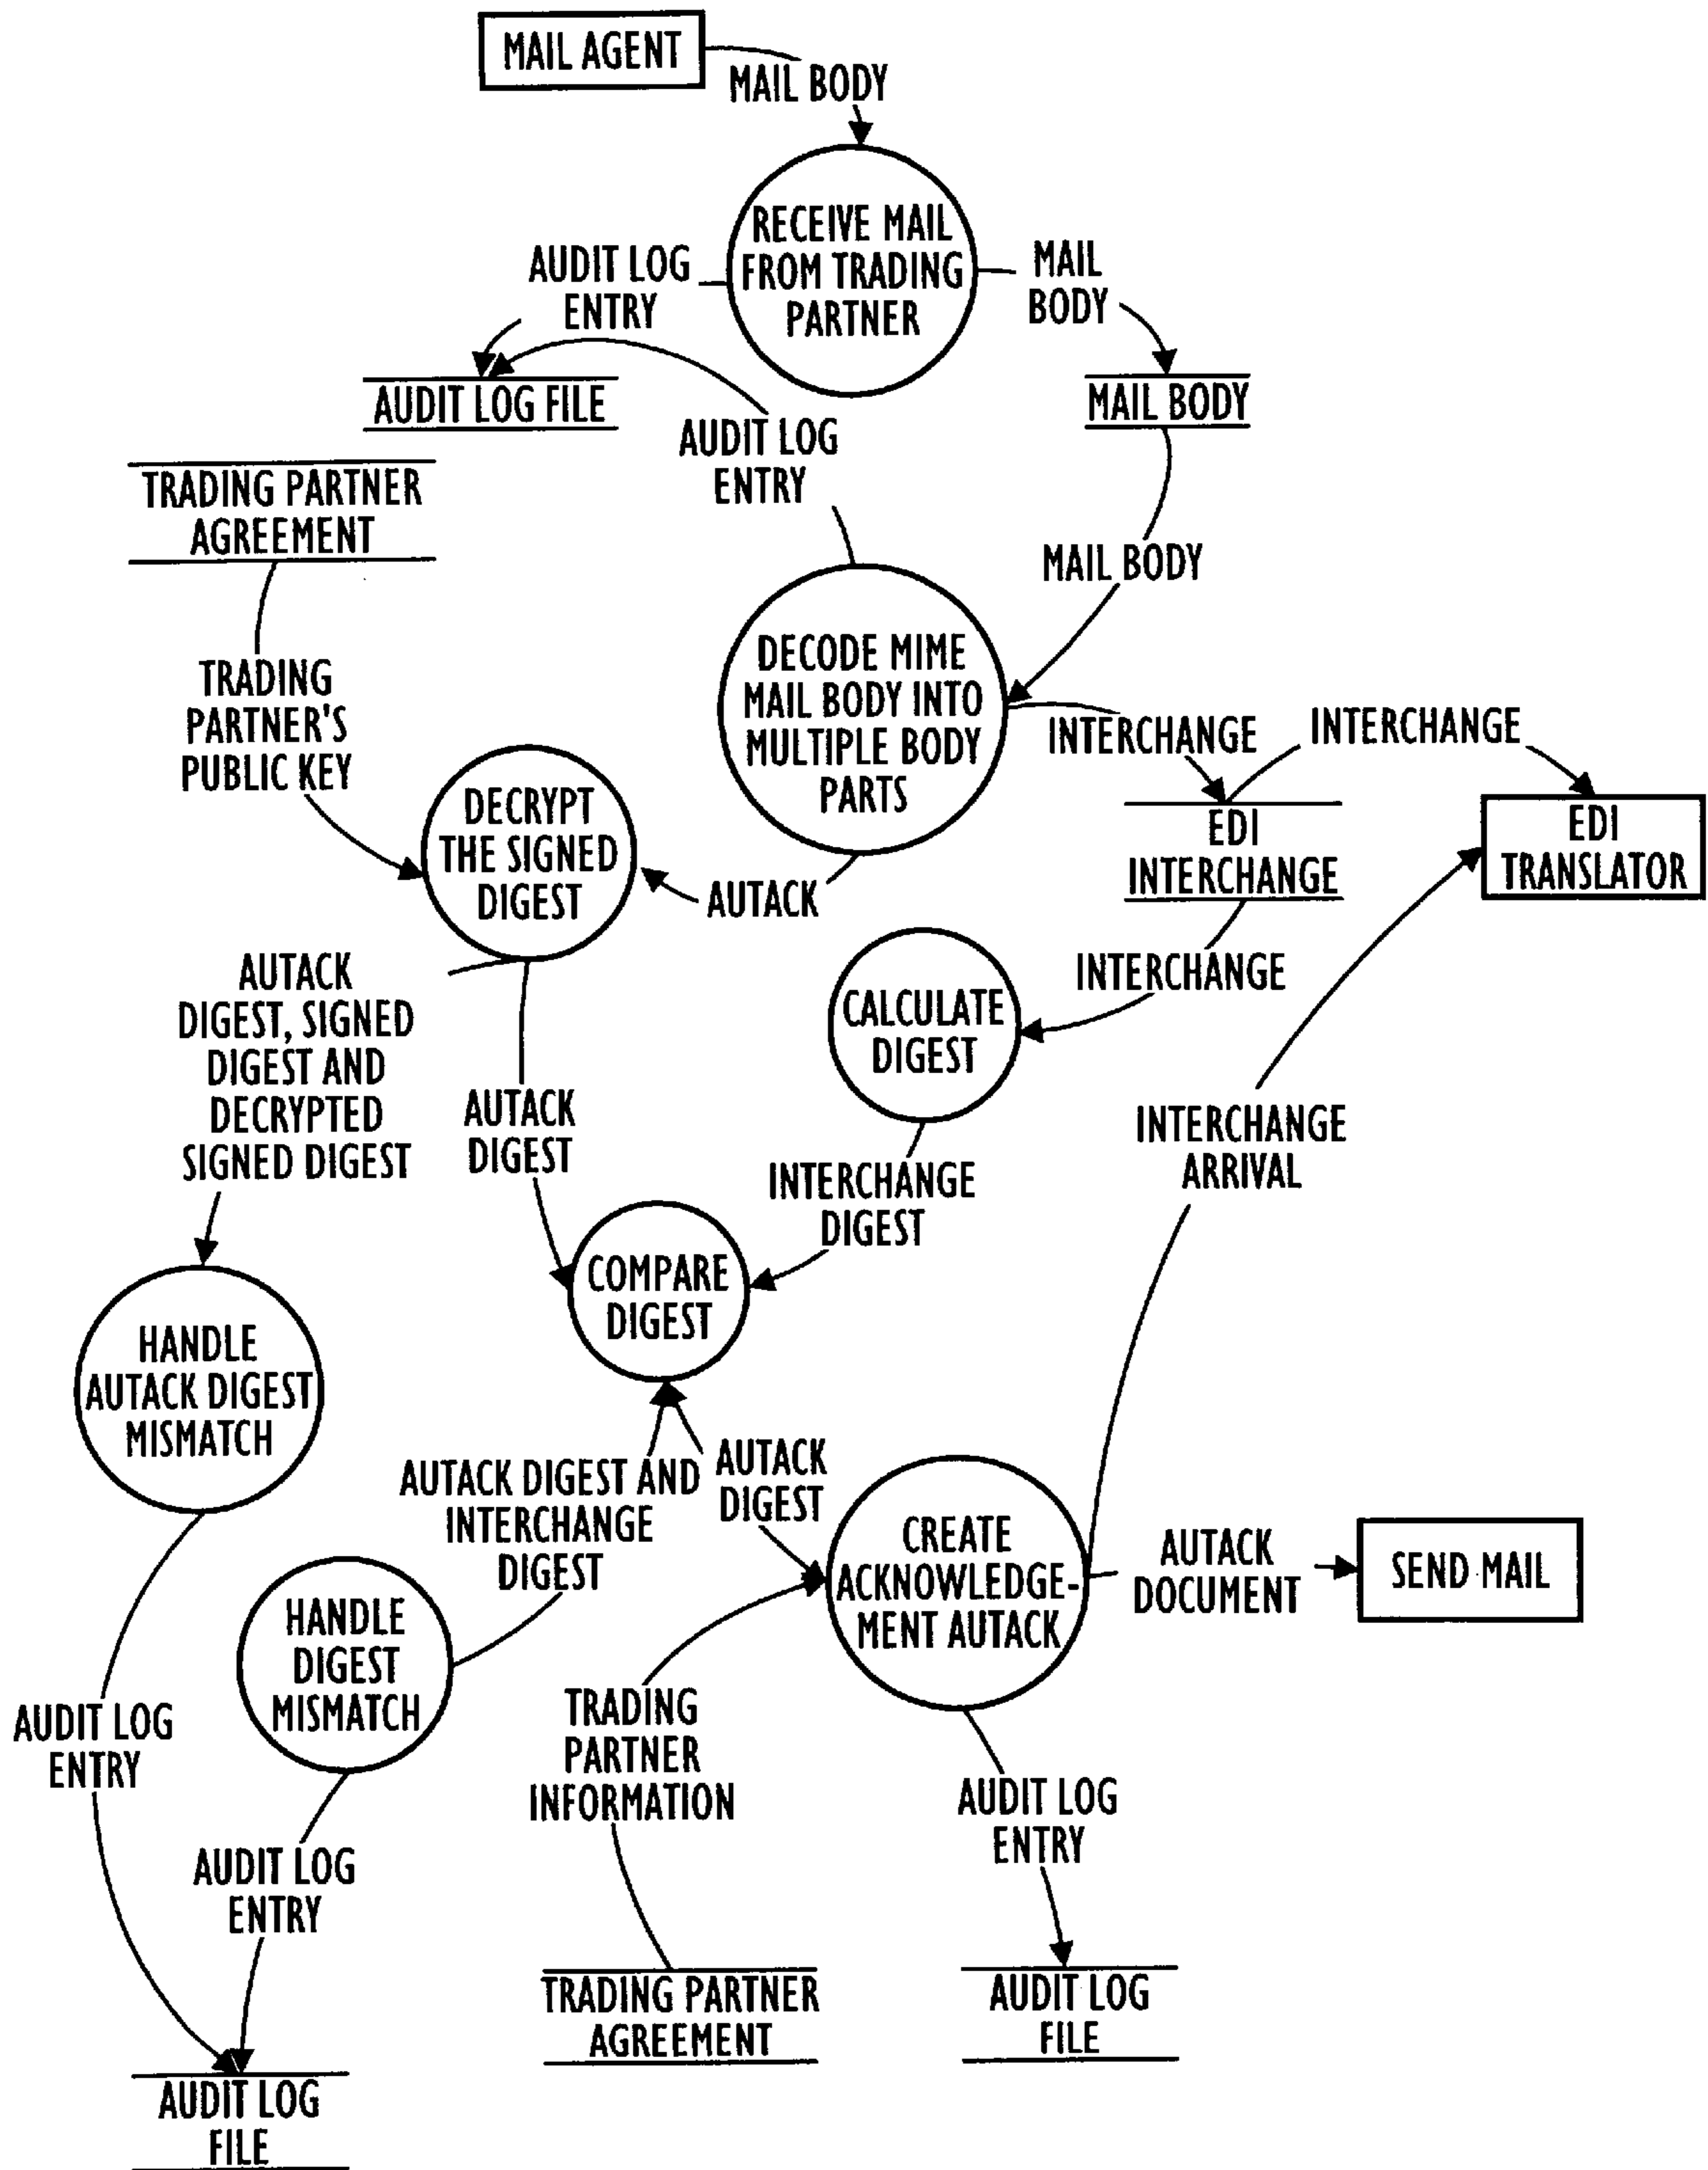 MAIL AGENT
MAIL BODY
RECEIVE MAIL
FROM TRADING
PARTNER
AUDIT LOG
ENTRY
MAIL
BODY
AUDIT LOG FILE
MAIL BODY
AUDIT LOG
ENTRY
TRADING PARTNER
AGREEMENT
MAIL BODY
TRADING
PARTNER'S
PUBLIC KEY
DECODE MIME
MAIL BODY INTO
MULTIPLE BODY
PARTS
INTERCHANGE
INTERCHANGE
DECRYPT
THE SIGNED
DIGEST
EDI
INTERCHANGE
EDI
TRANSLATOR
AUTACK
AUTACK
DIGEST, SIGNED
DIGEST AND
DECRYPTED
SIGNED DIGEST
INTERCHANGE
CALCULATE
DIGEST
AUTACK
DIGEST
INTERCHANGE
ARRIVAL
INTERCHANGE
DIGEST
COMPARE
DIGEST
HANDLE
AUTACK DIGEST
MISMATCH
AUTACK DIGEST AND
INTERCHANGE
DIGEST
AUTACK
DIGEST
CREATE
ACKNOWLEDGE-
MENT AUTACK
AUTACK
DOCUMENT
SEND MAIL
HANDLE
DIGEST
MISMATCH
AUDIT LOG
ENTRY
TRADING
PARTNER
INFORMATION
AUDIT LOG
ENTRY
AUDIT LOG
ENTRY
TRADING PARTNER
AGREEMENT
AUDIT LOG
FILE
AUDIT LOG
FILE